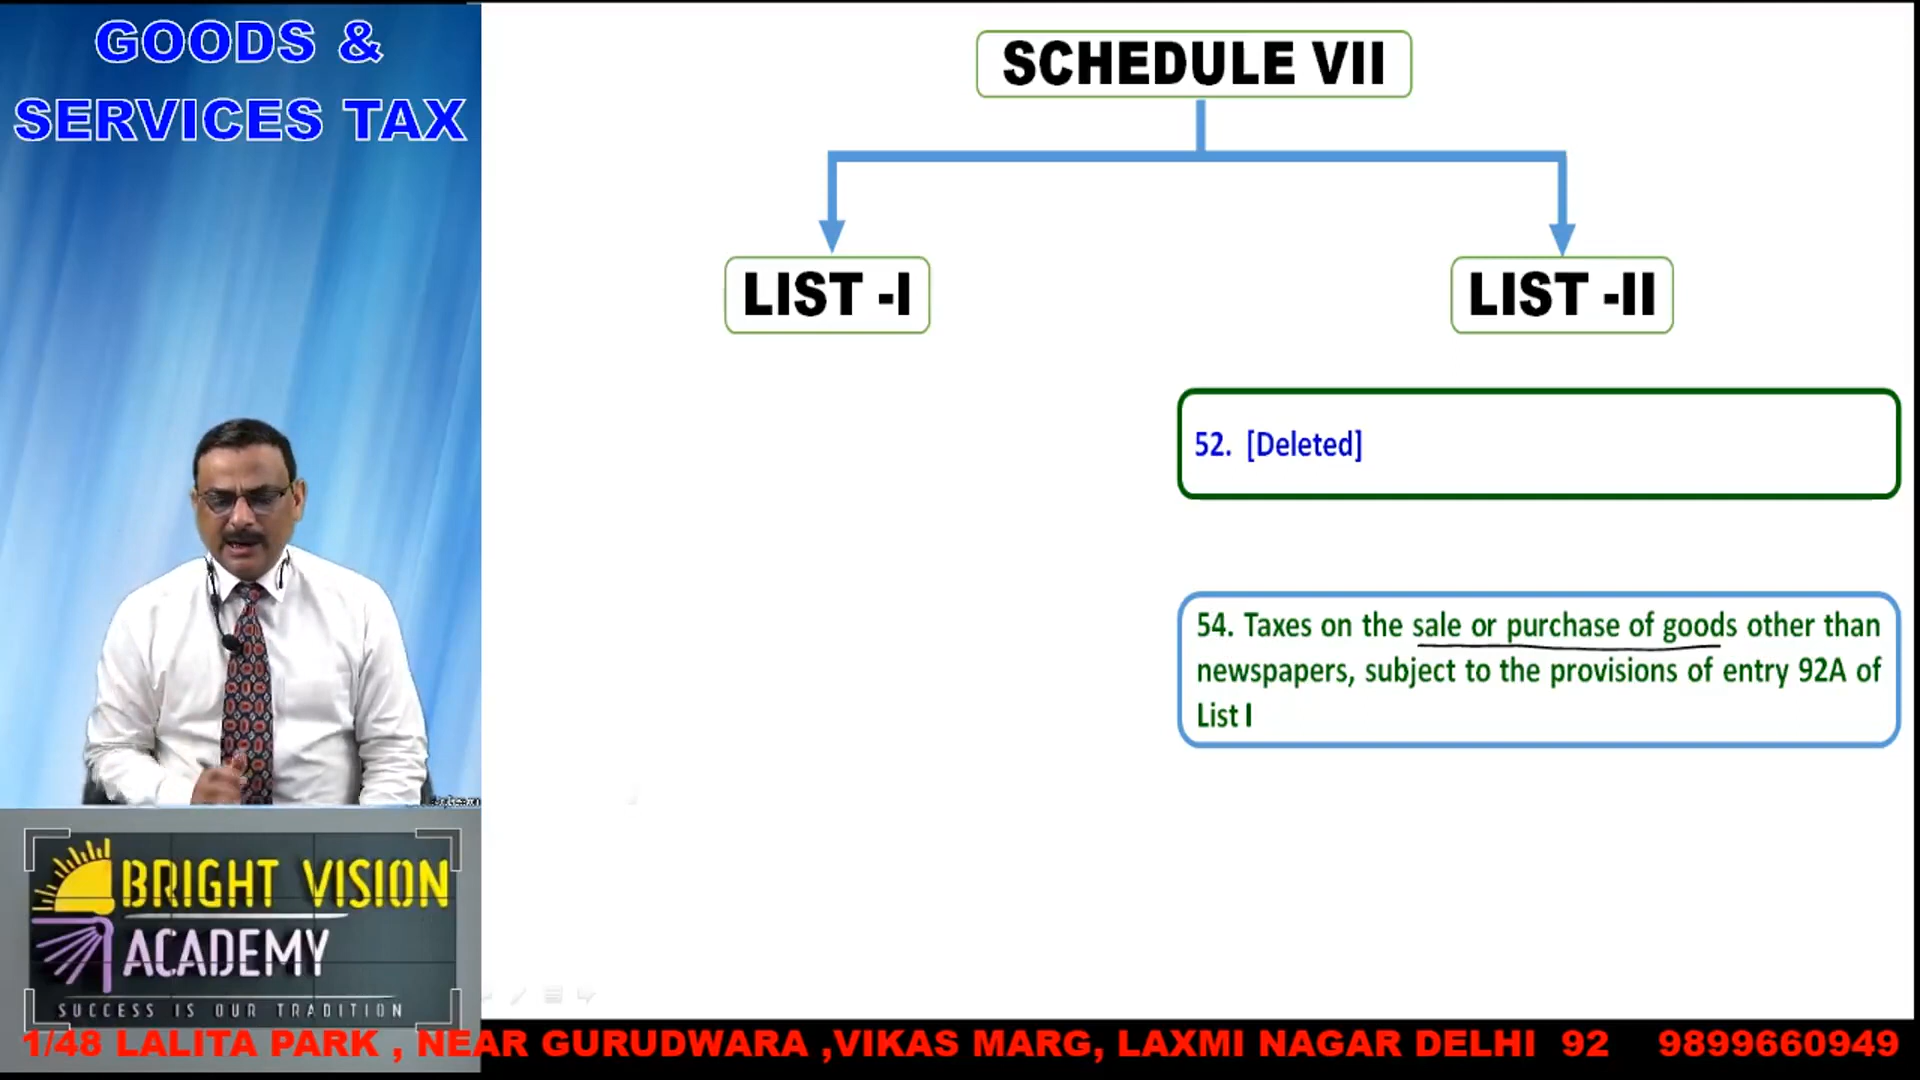 GOODS &
SERVICES TAX
SCHEDULE VII
LIST -I
LIST -II
52. [Deleted]
54. Taxes on the sale or purchase of goods other than
newspapers, subject to the provisions of entry 92A of
List I
BRIGHT VISION
ACADEMY
SUCCESS IS OUR TRADITION
1/48 LALITA PARK , NEAR GURUDWARA ,VIKAS MARG, LAXMI NAGAR DELHI 92 9899660949